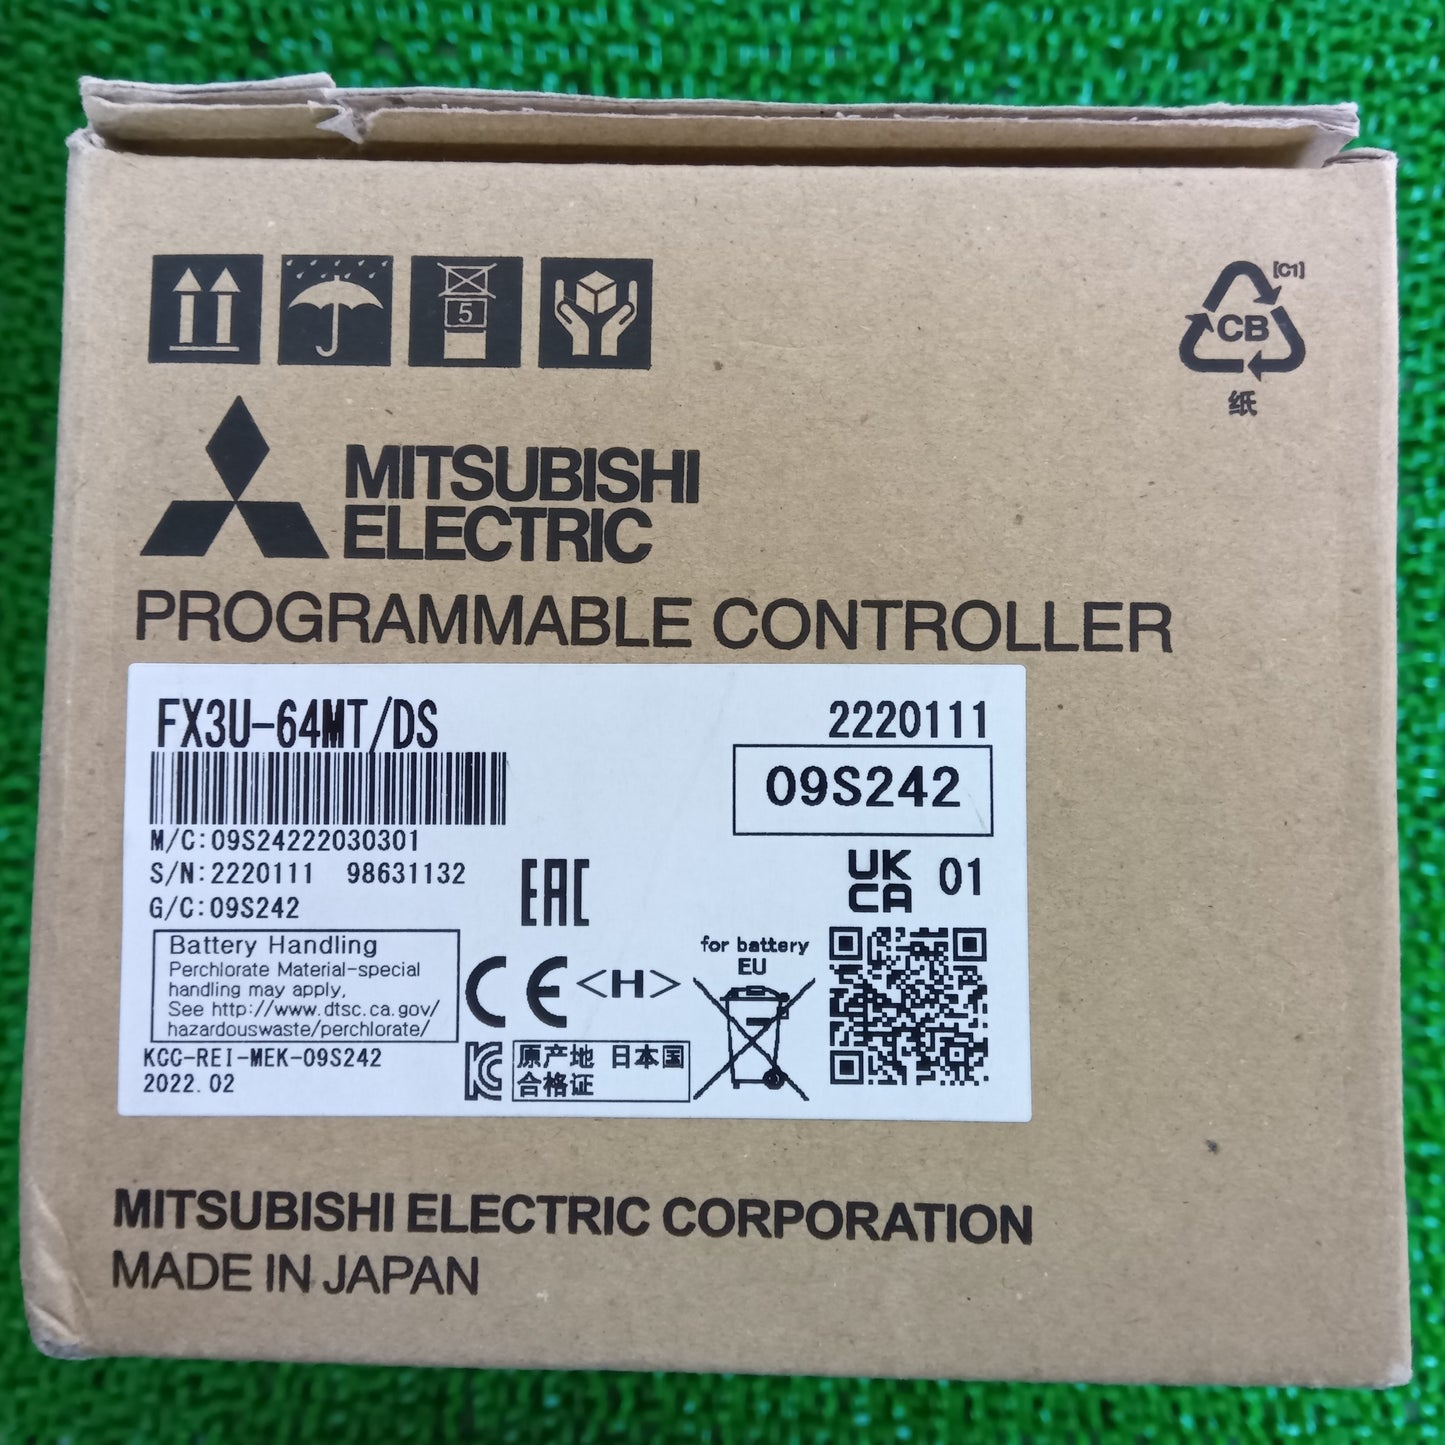 5
[C1]
CB
纸
MITSUBISHI
ELECTRIC
PROGRAMMABLE CONTROLLER
FX3U-64MT/DS
2220111
09S242
M/C:09S24222030301
S/N:2220111 98631132
G/C:09S242
EAC
UK
CA
01
Battery Handling
Perchlorate Material-special
handling may apply,
See http://www.dtsc.ca.gov/
hazardouswaste/perchlorate/
CE
<H>
for battery
EU
KCC-REI-MEK-09S242
2022.02
KC
原产地 日本国
合格证
MITSUBISHI ELECTRIC CORPORATION
MADE IN JAPAN